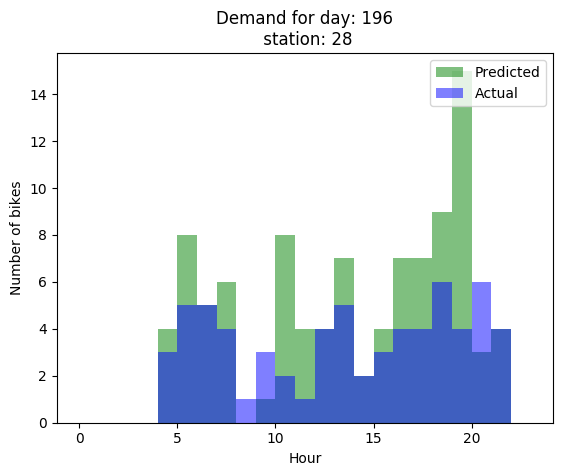 Demand for day: 196
station: 28
Predicted
Actual
14
12
10
8
6
4
2
0
Number of bikes
0 5 10 15 20
Hour